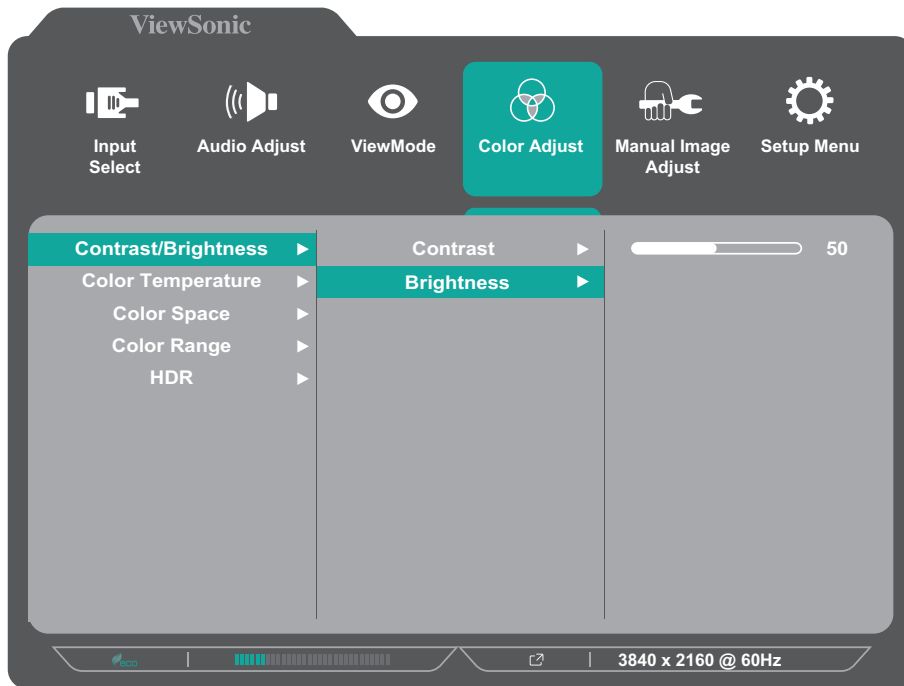 ViewSonic
Input Select
Audio Adjust
ViewMode
Color Adjust
Manual Image Adjust
Setup Menu
Contrast/Brightness
Contrast
50
Color Temperature
Brightness
Color Space
Color Range
HDR
eco
3840 x 2160 @ 60Hz